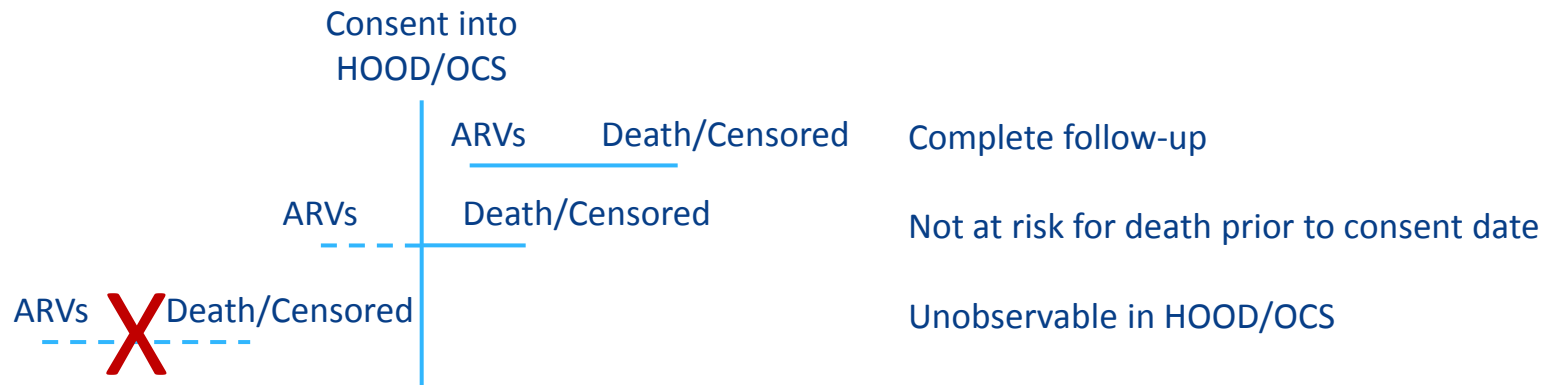 Consent into
HOOD/OCS
ARVs Death/Censored Complete follow-up
ARVs Death/Censored Not at risk for death prior to consent date
ARVs X Death/Censored Unobservable in HOOD/OCS